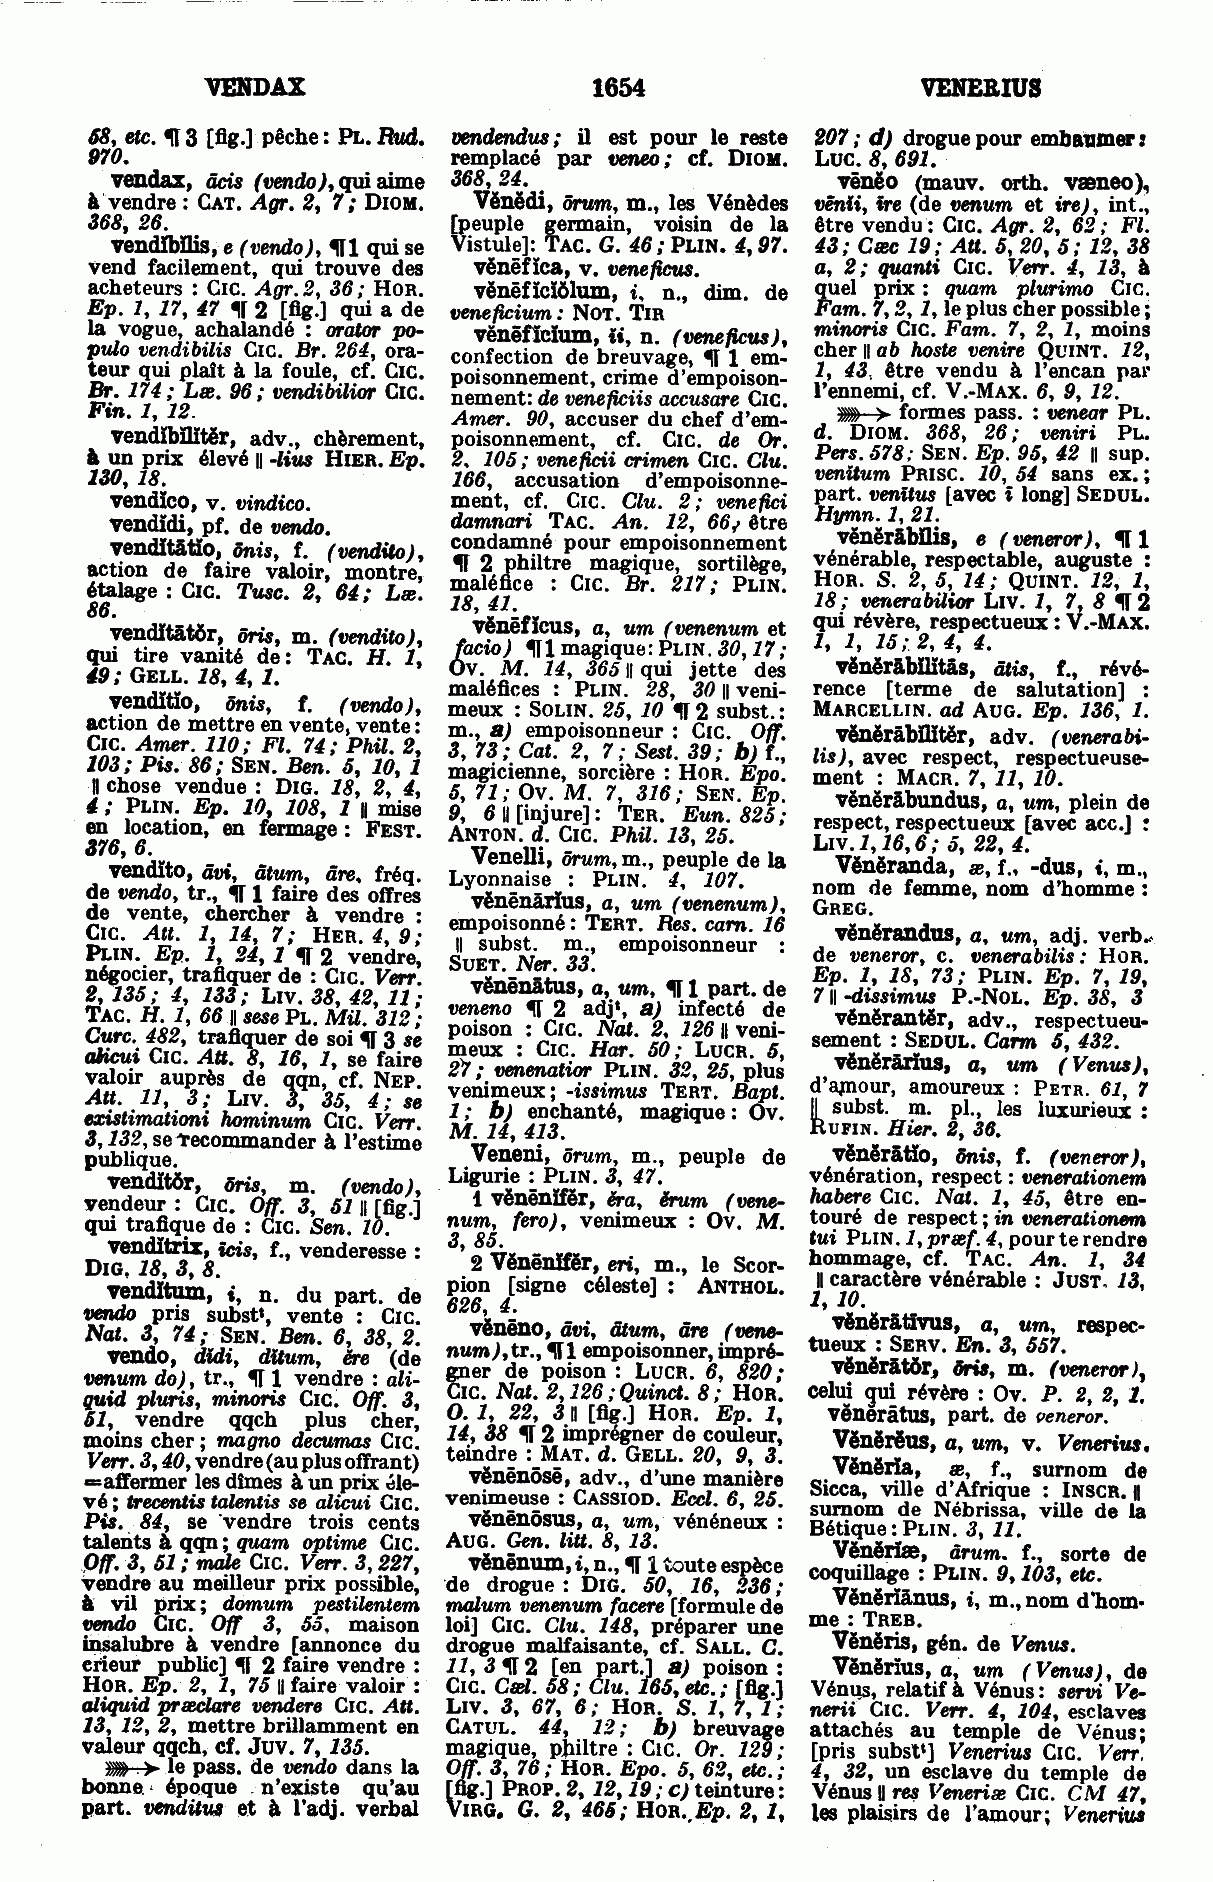 VENDAX
1654
VENERIUS
68, etc. ¶ 3 [fig.] pêche : PL. Rud.
970.
vendax, ācis (vendo), qui aime
à vendre : CAT. Agr. 2, 7 ; DIOM.
368, 26.
vendĭbĭlis, e (vendo), ¶ 1 qui se
vend facilement, qui trouve des
acheteurs : CIC. Agr. 2, 36 ; HOR.
Ep. 1, 17, 47 ¶ 2 [fig.] qui a de
la vogue, achalandé : orator po-
pulo vendibilis CIC. Br. 264, ora-
teur qui plaît à la foule, cf. CIC.
Br. 174 ; Læ. 96 ; vendibilior CIC.
Fin. 1, 12.
vendĭbĭlĭtĕr, adv., chèrement,
à un prix élevé || -lius HIER. Ep.
130, 18.
vendĭco, v. vindico.
vendĭdi, pf. de vendo.
vendĭtātĭo, ōnis, f. (vendito),
action de faire valoir, montre,
étalage : CIC. Tusc. 2, 64 ; Læ.
86.
vendĭtātŏr, ōris, m. (vendito),
qui tire vanité de : TAC. H. 1,
49 ; GELL. 18, 4, 1.
vendĭtĭo, ōnis, f. (vendo),
action de mettre en vente, vente :
CIC. Amer. 110 ; Fl. 74 ; Phil. 2,
103 ; Pis. 86 ; SEN. Ben. 5, 10, 1
|| chose vendue : DIG. 18, 2, 4,
4 ; PLIN. Ep. 10, 108, 1 || mise
en location, en fermage : FEST.
376, 6.
vendĭto, āvi, ātum, āre, fréq.
de vendo, tr., ¶ 1 faire des offres
de vente, chercher à vendre :
CIC. Att. 1, 14, 7 ; HER. 4, 9 ;
PLIN. Ep. 1, 24, 1 ¶ 2 vendre,
négocier, trafiquer de : CIC. Verr.
2, 135 ; 4, 133 ; LIV. 38, 42, 11 ;
TAC. H. 1, 66 || sese PL. Mil. 312 ;
Curc. 482, trafiquer de soi ¶ 3 se
alicui CIC. Att. 8, 16, 1, se faire
valoir auprès de qqn, cf. NEP.
Att. 11, 3 ; LIV. 3, 35, 4 ; se
existimationi hominum CIC. Verr.
3, 132, se recommander à l'estime
publique.
vendĭtŏr, ōris, m. (vendo),
vendeur : CIC. Off. 3, 51 || [fig.]
qui trafique de : CIC. Sen. 10.
vendĭtrix, icis, f., venderesse :
DIG. 18, 3, 8.
vendĭtum, i, n. du part. de
vendo pris substᵗ, vente : CIC.
Nat. 3, 74 ; SEN. Ben. 6, 38, 2.
vendo, dĭdi, dĭtum, ĕre (de
venum do), tr., ¶ 1 vendre : ali-
quid pluris, minoris CIC. Off. 3,
51, vendre qqch plus cher,
moins cher ; magno decumas CIC.
Verr. 3, 40, vendre (au plus offrant)
=affermer les dîmes à un prix éle-
vé ; trecentis talentis se alicui CIC.
Pis. 84, se vendre trois cents
talents à qqn ; quam optime CIC.
Off. 3, 51 ; male CIC. Verr. 3, 227,
vendre au meilleur prix possible,
à vil prix ; domum pestilentem
vendo CIC. Off 3, 55, maison
insalubre à vendre [annonce du
crieur public] ¶ 2 faire vendre :
HOR. Ep. 2, 1, 75 || faire valoir :
aliquid præclare vendere CIC. Att.
13, 12, 2, mettre brillamment en
valeur qqch, cf. JUV. 7, 135.
⟶ le pass. de vendo dans la
bonne époque n'existe qu'au
part. venditus et à l'adj. verbal
vendendus ; il est pour le reste
remplacé par veneo ; cf. DIOM.
368, 24.
Vĕnĕdi, ōrum, m., les Vénèdes
[peuple germain, voisin de la
Vistule] : TAC. G. 46 ; PLIN. 4, 97.
vĕnēfĭca, v. veneficus.
vĕnēfĭcĭŏlum, i, n., dim. de
veneficium : NOT. TIR
vĕnēfĭcĭum, ĭi, n. (veneficus),
confection de breuvage, ¶ 1 em-
poisonnement, crime d'empoison-
nement : de veneficiis accusare CIC.
Amer. 90, accuser du chef d'em-
poisonnement, cf. CIC. de Or.
2, 105 ; veneficii crimen CIC. Clu.
166, accusation d'empoisonne-
ment, cf. CIC. Clu. 2 ; venefici
damnari TAC. An. 12, 66, être
condamné pour empoisonnement
¶ 2 philtre magique, sortilège,
maléfice : CIC. Br. 217 ; PLIN.
18, 41.
vĕnēfĭcus, a, um (venenum et
facio) ¶ 1 magique : PLIN. 30, 17 ;
OV. M. 14, 365 || qui jette des
maléfices : PLIN. 28, 30 || veni-
meux : SOLIN. 25, 10 ¶ 2 subst. :
m., a) empoisonneur : CIC. Off.
3, 73 ; Cat. 2, 7 ; Sest. 39 ; b) f.,
magicienne, sorcière : HOR. Epo.
5, 71 ; OV. M. 7, 316 ; SEN. Ep.
9, 6 || [injure] : TER. Eun. 825 ;
ANTON. d. CIC. Phil. 13, 25.
Venelli, ōrum, m., peuple de la
Lyonnaise : PLIN. 4, 107.
vĕnēnārĭus, a, um (venenum),
empoisonné : TERT. Res. carn. 16
|| subst. m., empoisonneur :
SUET. Ner. 33.
vĕnēnātus, a, um, ¶ 1 part. de
veneno ¶ 2 adjᵗ, a) infecté de
poison : CIC. Nat. 2, 126 || veni-
meux : CIC. Har. 50 ; LUCR. 5,
27 ; venenatior PLIN. 32, 25, plus
venimeux ; -issimus TERT. Bapt.
1 ; b) enchanté, magique : OV.
M. 14, 413.
Veneni, ōrum, m., peuple de
Ligurie : PLIN. 3, 47.
1 vĕnēnĭfĕr, ĕra, ĕrum (vene-
num, fero), venimeux : OV. M.
3, 85.
2 Vĕnēnĭfĕr, eri, m., le Scor-
pion [signe céleste] : ANTHOL.
626, 4.
vĕnēno, āvi, ātum, āre (vene-
num), tr., ¶ 1 empoisonner, impré-
gner de poison : LUCR. 6, 820 ;
CIC. Nat. 2, 126 ; Quinct. 8 ; HOR.
O. 1, 22, 3 || [fig.] HOR. Ep. 1,
14, 38 ¶ 2 imprégner de couleur,
teindre : MAT. d. GELL. 20, 9, 3.
vĕnēnōsē, adv., d'une manière
venimeuse : CASSIOD. Eccl. 6, 25.
vĕnēnōsus, a, um, vénéneux :
AUG. Gen. litt. 8, 13.
vĕnēnum, i, n., ¶ 1 toute espèce
de drogue : DIG. 50, 16, 236 ;
malum venenum facere [formule de
loi] CIC. Clu. 148, préparer une
drogue malfaisante, cf. SALL. C.
11, 3 ¶ 2 [en part.] a) poison :
CIC. Cæl. 58 ; Clu. 165, etc. ; [fig.]
LIV. 3, 67, 6 ; HOR. S. 1, 7, 1 ;
CATUL. 44, 12 ; b) breuvage
magique, philtre : CIC. Or. 129 ;
Off. 3, 76 ; HOR. Epo. 5, 62, etc. ;
[fig.] PROP. 2, 12, 19 ; c) teinture :
VIRG. G. 2, 465 ; HOR. Ep. 2, 1,
207 ; d) drogue pour embaumer :
LUC. 8, 691.
vēnĕo (mauv. orth. væneo),
vēnĭi, īre (de venum et ire), int.,
être vendu : CIC. Agr. 2, 62 ; Fl.
43 ; Cæc 19 ; Att. 5, 20, 5 ; 12, 38
a, 2 ; quanti CIC. Verr. 4, 13, à
quel prix : quam plurimo CIC.
Fam. 7, 2, 1, le plus cher possible ;
minoris CIC. Fam. 7, 2, 1, moins
cher || ab hoste venire QUINT. 12,
1, 43, être vendu à l'encan par
l'ennemi, cf. V.-MAX. 6, 9, 12.
⟶ formes pass. : venear PL.
d. DIOM. 368, 26 ; veniri PL.
Pers. 578 ; SEN. Ep. 95, 42 || sup.
venĭtum PRISC. 10, 54 sans ex. ;
part. venītus [avec ī long] SEDUL.
Hymn. 1, 21.
vĕnĕrābĭlis, e (veneror), ¶ 1
vénérable, respectable, auguste :
HOR. S. 2, 5, 14 ; QUINT. 12, 1,
18 ; venerabilior LIV. 1, 7, 8 ¶ 2
qui révère, respectueux : V.-MAX.
1, 1, 15 ; 2, 4, 4.
vĕnĕrābĭlĭtās, ātis, f., révé-
rence [terme de salutation] :
MARCELLIN. ad AUG. Ep. 136, 1.
vĕnĕrābĭlĭtĕr, adv. (venerabi-
lis), avec respect, respectueuse-
ment : MACR. 7, 11, 10.
vĕnĕrābundus, a, um, plein de
respect, respectueux [avec acc.] :
LIV. 1, 16, 6 ; 5, 22, 4.
Vĕnĕranda, æ, f., -dus, i, m.,
nom de femme, nom d'homme :
GREG.
vĕnĕrandus, a, um, adj. verb.
de veneror, c. venerabilis : HOR.
Ep. 1, 18, 73 ; PLIN. Ep. 7, 19,
7 || -dissimus P.-NOL. Ep. 38, 3
vĕnĕrantĕr, adv., respectueu-
sement : SEDUL. Carm 5, 432.
vĕnĕrārĭus, a, um (Venus),
d'amour, amoureux : PETR. 61, 7
|| subst. m. pl., les luxurieux :
RUFIN. Hier. 2, 36.
vĕnĕrātĭo, ōnis, f. (veneror),
vénération, respect : venerationem
habere CIC. Nat. 1, 45, être en-
touré de respect ; in venerationem
tui PLIN. 1, præf. 4, pour te rendre
hommage, cf. TAC. An. 1, 34
|| caractère vénérable : JUST. 13,
1, 10.
vĕnĕrātīvus, a, um, respec-
tueux : SERV. En. 3, 557.
vĕnĕrātŏr, ōris, m. (veneror),
celui qui révère : OV. P. 2, 2, 1.
vĕnĕrātus, part. de veneror.
Vĕnĕrĕus, a, um, v. Venerius.
Vĕnĕrĭa, æ, f., surnom de
Sicca, ville d'Afrique : INSCR. ||
surnom de Nébrissa, ville de la
Bétique : PLIN. 3, 11.
Vĕnĕrĭæ, ārum, f., sorte de
coquillage : PLIN. 9, 103, etc.
Vĕnĕrĭānus, i, m., nom d'hom-
me : TREB.
Vĕnĕris, gén. de Venus.
Vĕnĕrĭus, a, um (Venus), de
Vénus, relatif à Vénus : servi Ve-
nerii CIC. Verr. 4, 104, esclaves
attachés au temple de Vénus ;
[pris substᵗ] Venerius CIC. Verr.
4, 32, un esclave du temple de
Vénus || res Veneriæ CIC. CM 47,
les plaisirs de l'amour ; Venerius